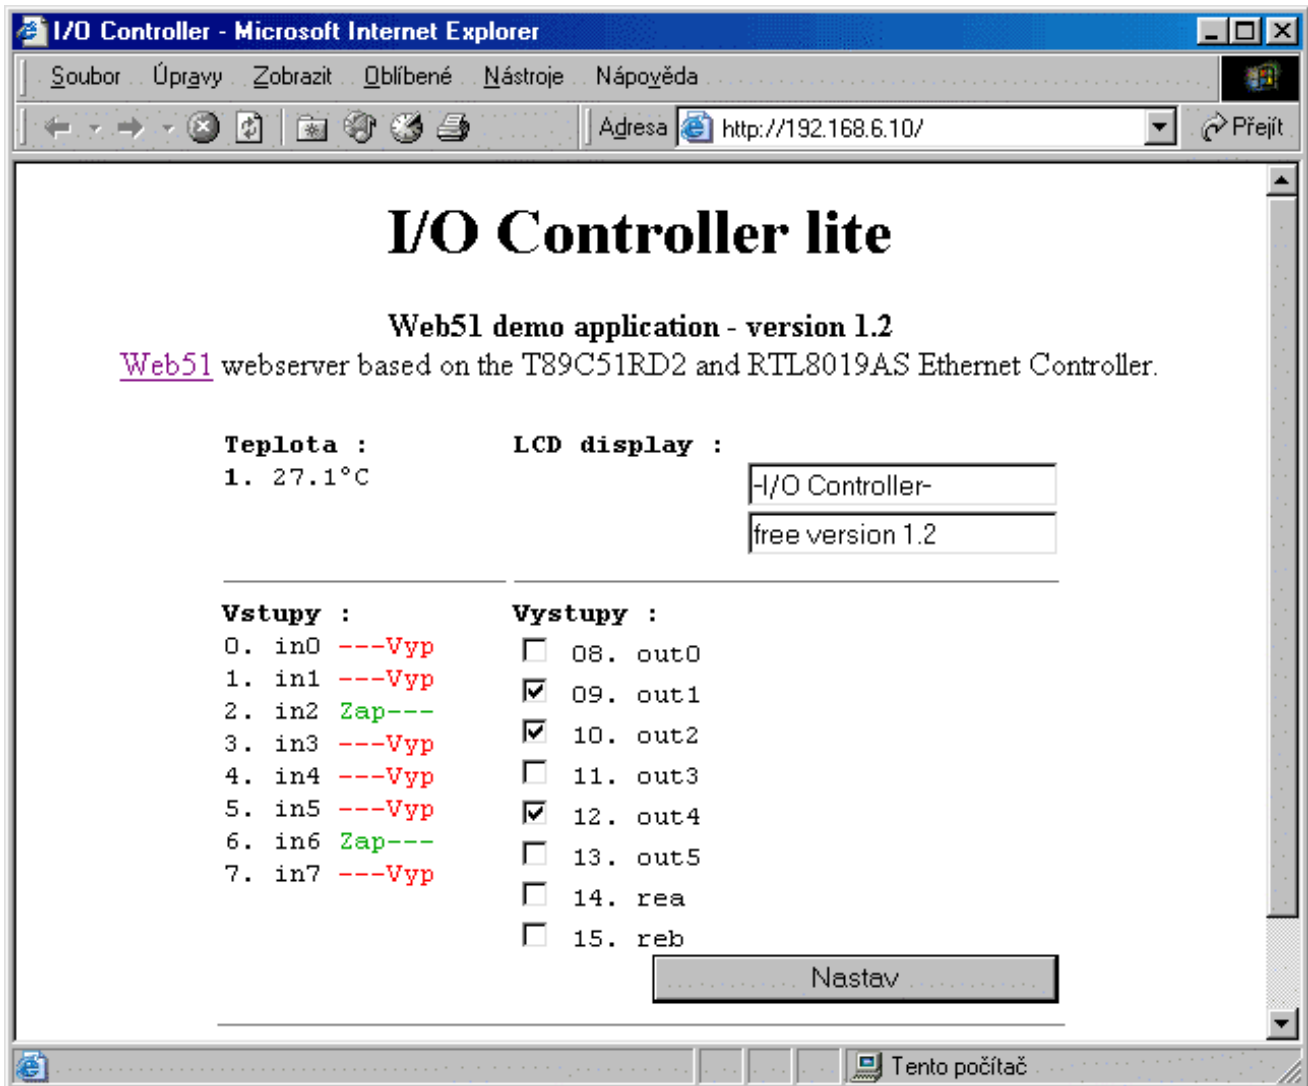 I/O Controller - Microsoft Internet Explorer
Soubor Úpravy Zobrazit Oblíbené Nástroje Nápověda
Adresa http://192.168.6.10/ Přejít
I/O Controller lite
Web51 demo application - version 1.2
Web51 webserver based on the T89C51RD2 and RTL8019AS Ethernet Controller.
Teplota : LCD display :
1. 27.1°C
-I/O Controller-
free version 1.2
Vstupy : Vystupy :
0. in0 ---Vyp 08. out0
1. in1 ---Vyp 09. out1
2. in2 Zap--- 10. out2
3. in3 ---Vyp 11. out3
4. in4 ---Vyp 12. out4
5. in5 ---Vyp 13. out5
6. in6 Zap--- 14. rea
7. in7 ---Vyp 15. reb
Nastav
Tento počítač